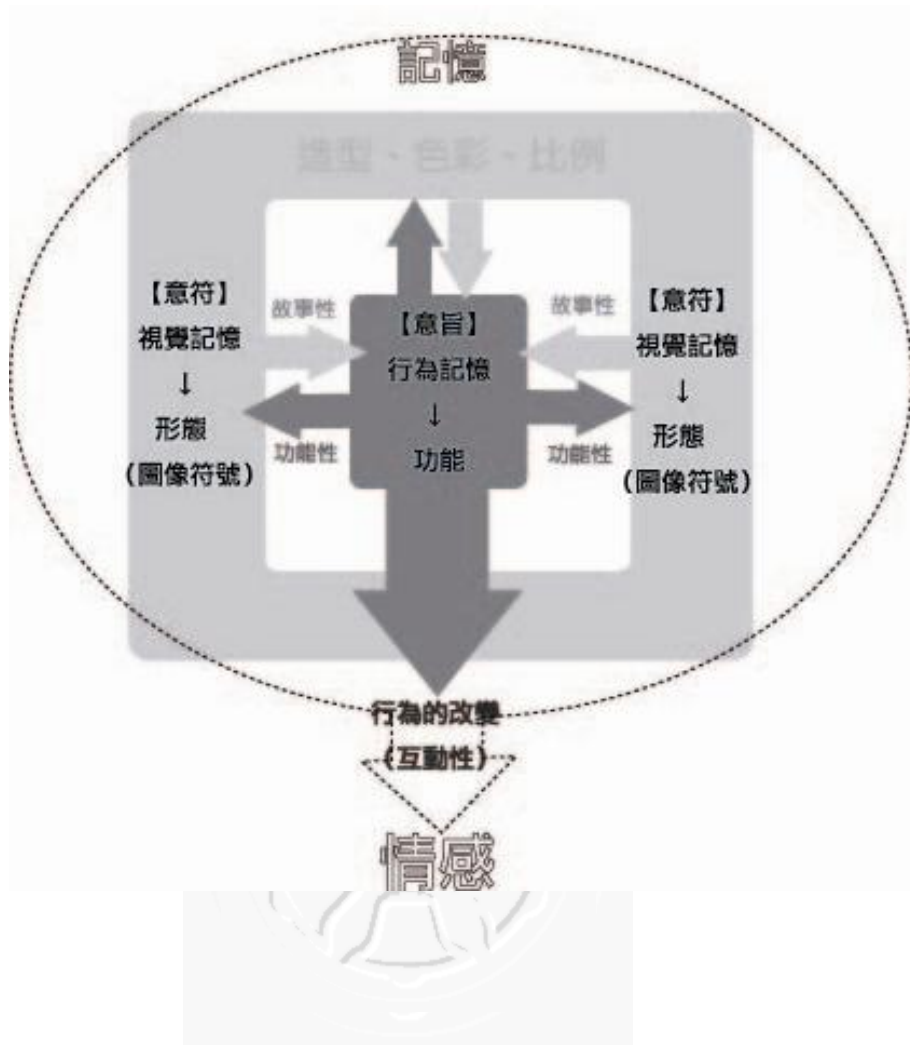 記憶
造型、色彩、比例
【意符】
視覺記憶
↓
形態
(圖像符號)
故事性
功能性
【意旨】
行為記憶
↓
功能
故事性
功能性
【意符】
視覺記憶
↓
形態
(圖像符號)
行為的改變
(互動性)
情感